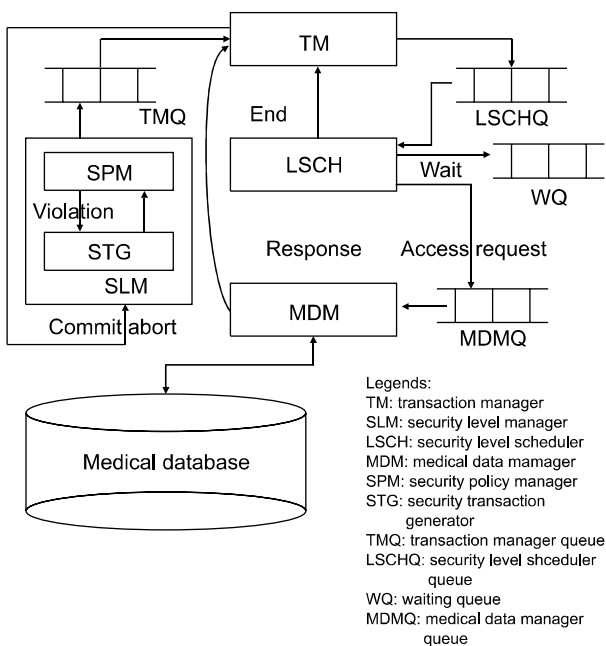 TM
TMQ
End
LSCHQ
SPM
LSCH
Wait
WQ
Violation
STG
Response
Access request
SLM
Commit abort
MDM
MDMQ
Medical database
Legends:
TM: transaction manager
SLM: security level manager
LSCH: security level scheduler
MDM: medical data mamager
SPM: security policy manager
STG: security transaction
generator
TMQ: transaction manager queue
LSCHQ: security level shceduler
queue
WQ: waiting queue
MDMQ: medical data manager
queue